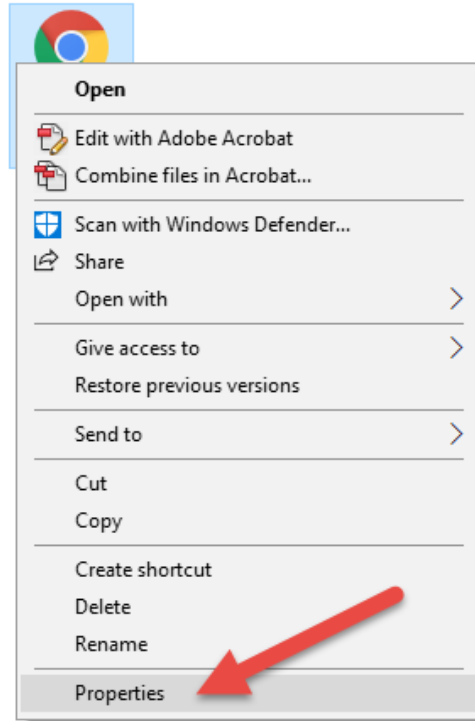 Open
Edit with Adobe Acrobat
Combine files in Acrobat...
Scan with Windows Defender...
Share
Open with
Give access to
Restore previous versions
Send to
Cut
Copy
Create shortcut
Delete
Rename
Properties